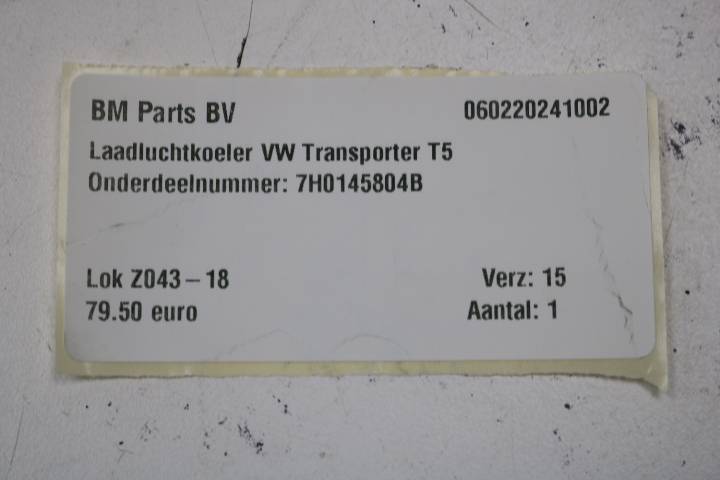 BM Parts BV 060220241002
Laadluchtkoeler VW Transporter T5
Onderdeelnummer: 7H0145804B
Lok Z043-18 Verz: 15
79.50 euro Aantal: 1